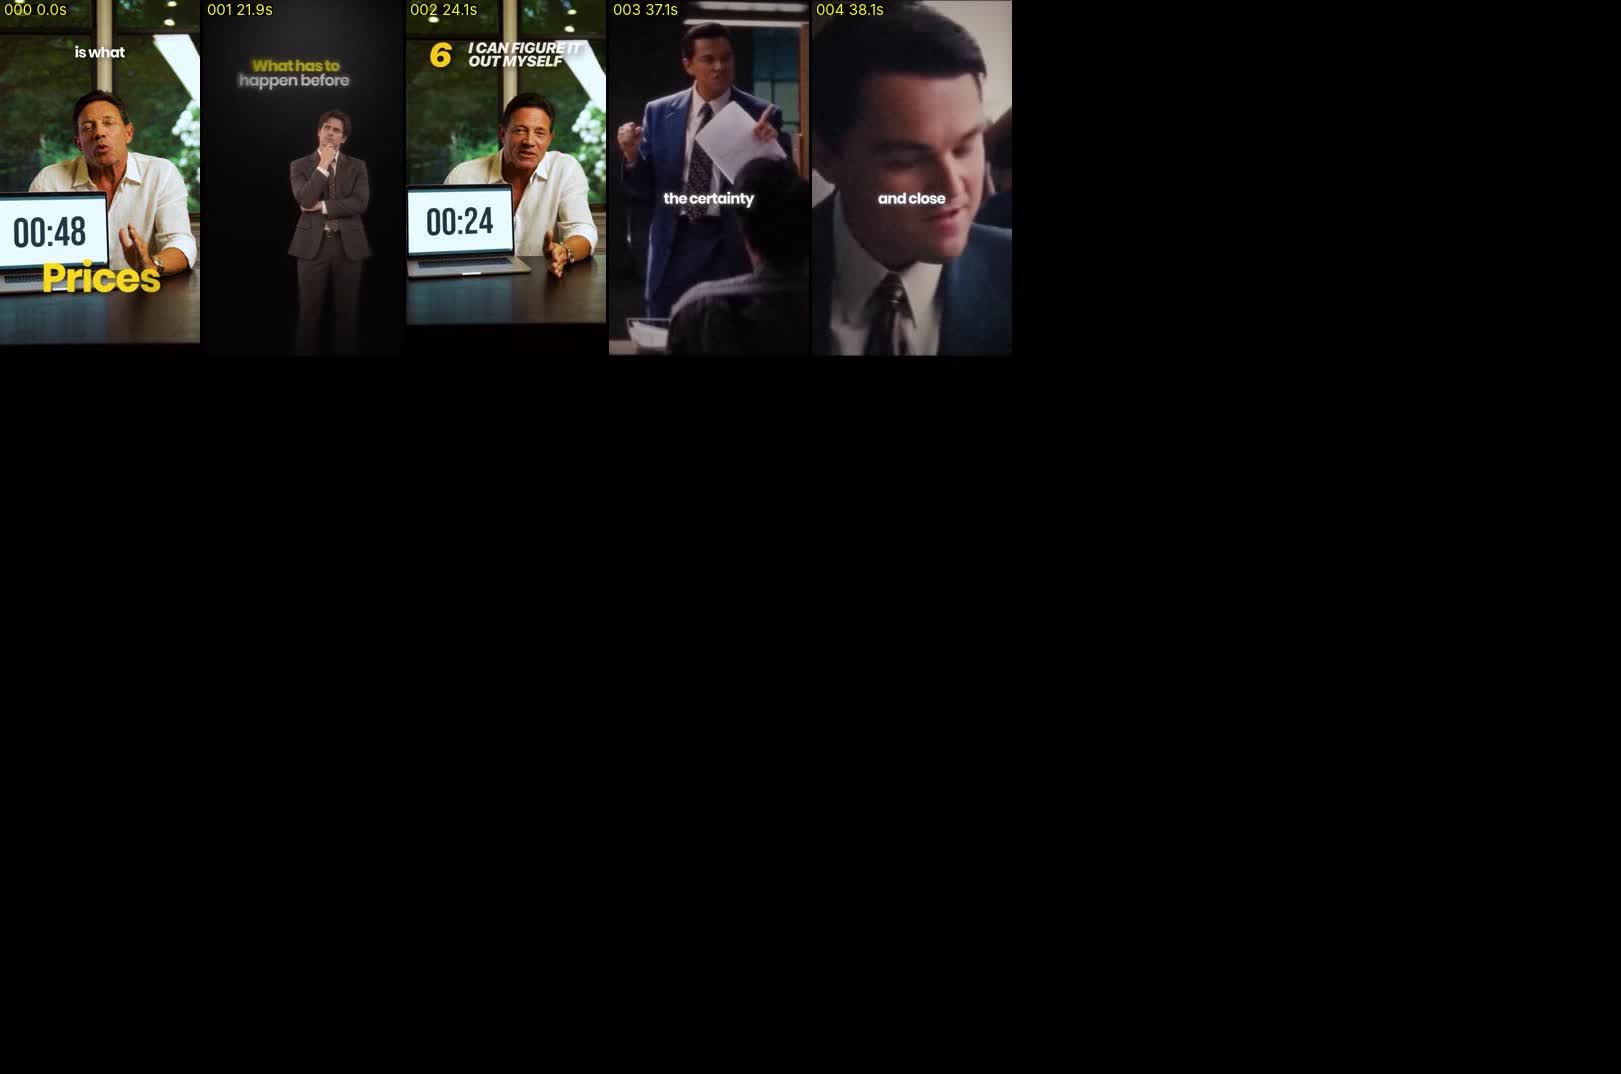 000 0.0s
is what
00:48
Prices
001 21.9s
What has to
happen before
002 24.1s
6 I CAN FIGURE IT
OUT MYSELF
00:24
003 37.1s
the certainty
004 38.1s
and close